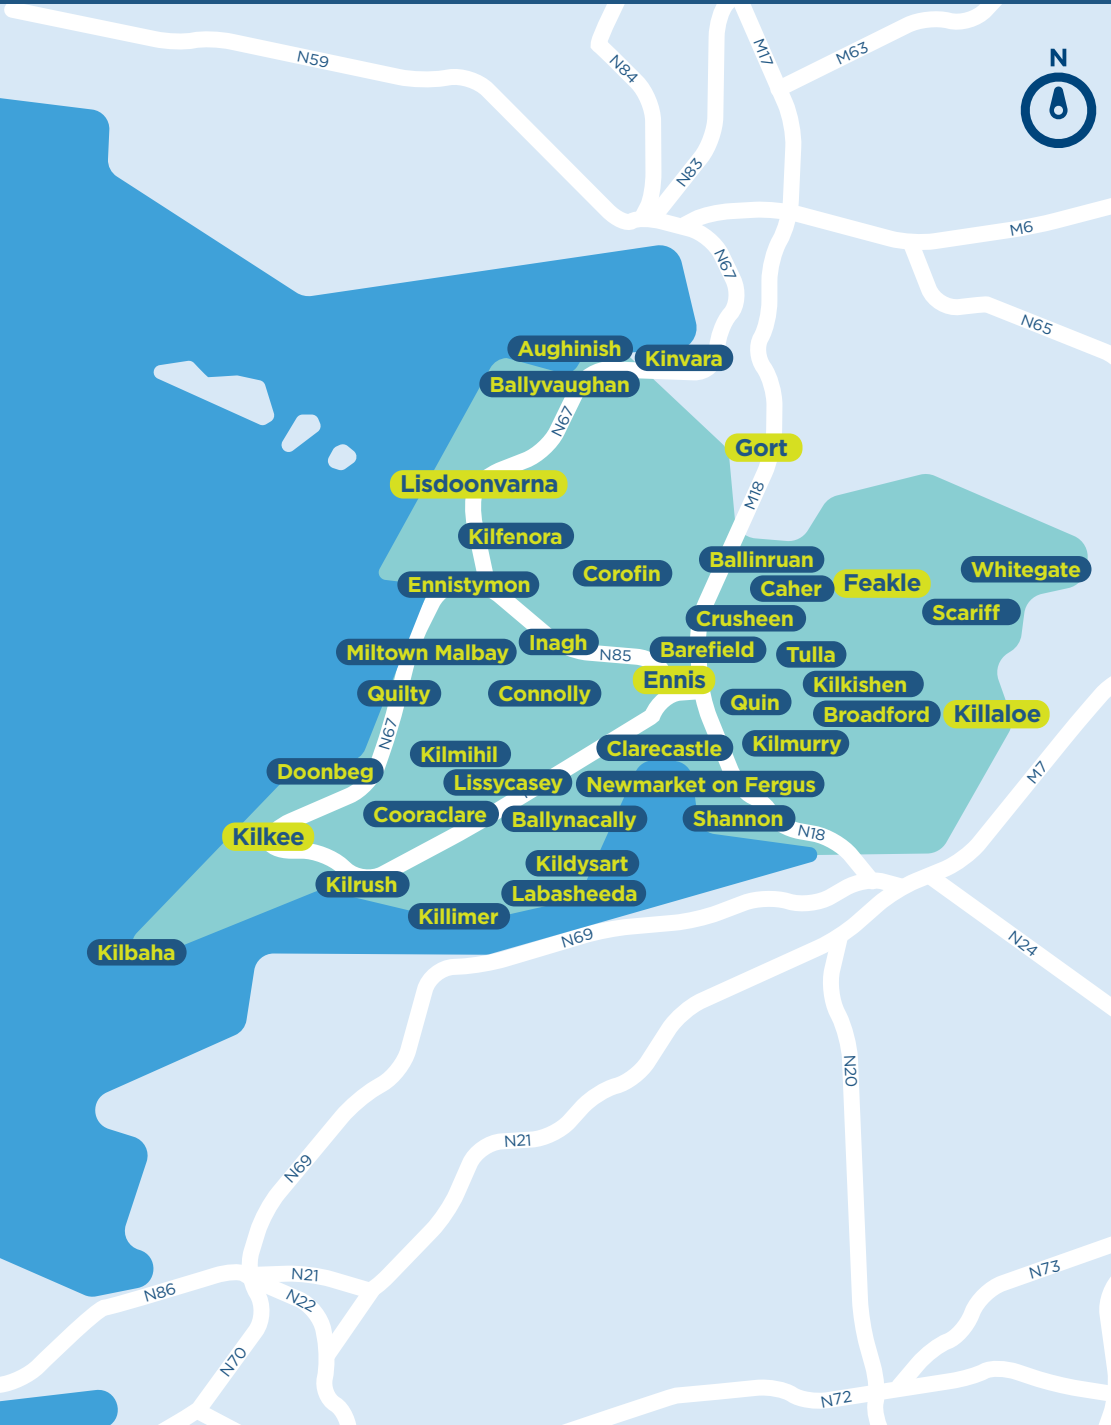 N59
N84
M17
M63
N
N83
M6
N67
N65
Aughinish
Kinvara
Ballyvaughan
N67
Gort
Lisdoonvarna
M18
Kilfenora
Ballinruan
Corofin
Whitegate
Ennistymon
Caher
Feakle
Scariff
Crusheen
Inagh
Miltown Malbay
N85
Barefield
Tulla
Ennis
Kilkishen
Quilty
Connolly
Quin
Broadford
Killaloe
N67
Kilmihil
Clarecastle
Kilmurry
Doonbeg
Lissycasey
Newmarket on Fergus
M7
Cooraclare
Ballynacally
Shannon
N18
Kilkee
Kildysart
Kilrush
Labasheeda
Killimer
N69
N24
Kilbaha
N20
N21
N69
N21
N73
N86
N22
N70
N72